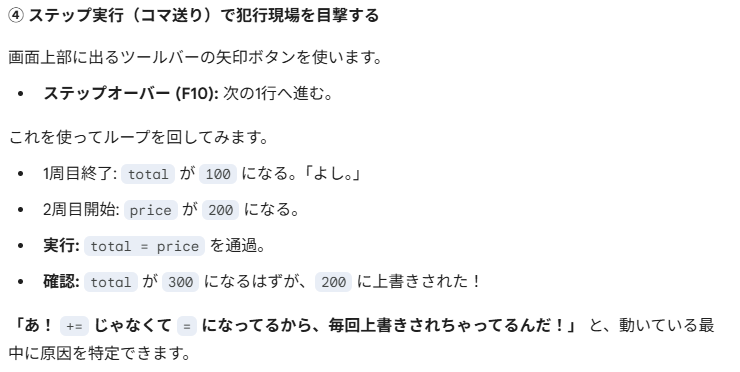 ④ ステップ実行（コマ送り）で犯行現場を目撃する
画面上部に出るツールバーの矢印ボタンを使います。
• ステップオーバー (F10): 次の1行へ進む。
これを使ってループを回してみます。
• 1周目終了: total が 100 になる。「よし。」
• 2周目開始: price が 200 になる。
• 実行: total = price を通過。
• 確認: total が 300 になるはずが、200 に上書きされた！
「あ！ += じゃなくて = になってるから、毎回上書きされちゃってるんだ！」 と、動いている最
中に原因を特定できます。